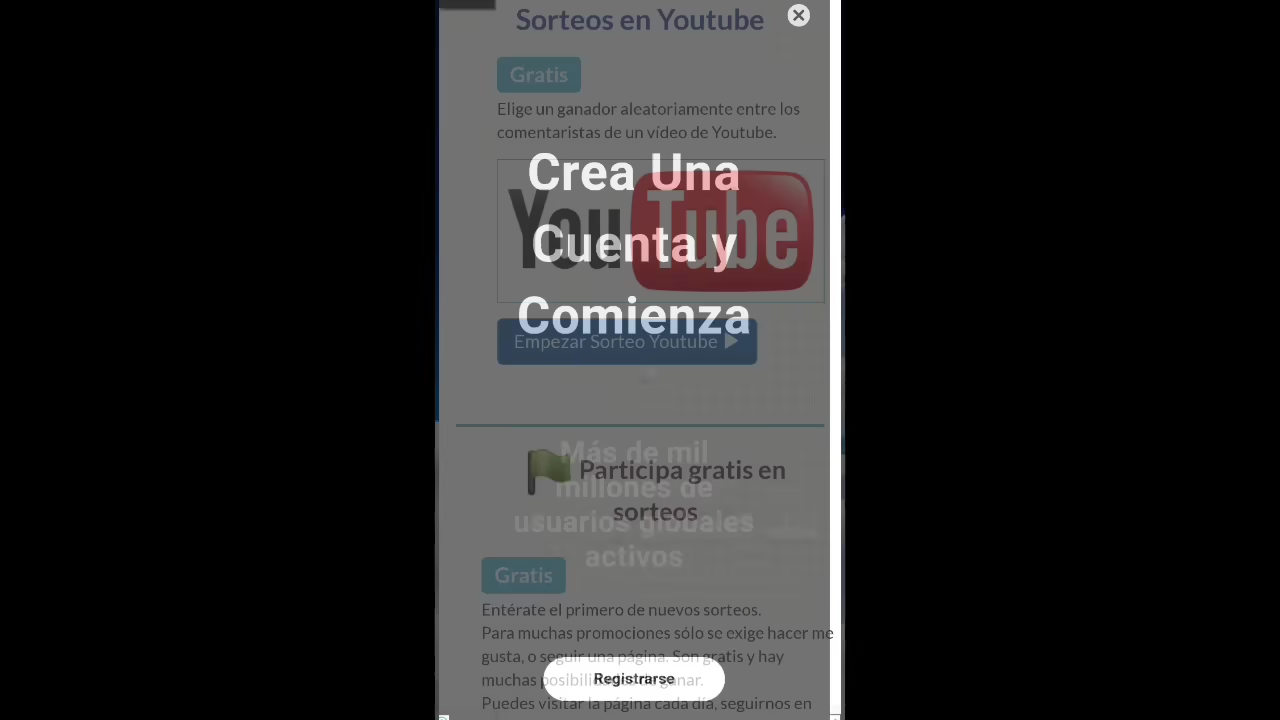 Sorteos en Youtube
Gratis
Elige un ganador aleatoriamente entre los
comentaristas de un vídeo de Youtube.
Crea Una
YouTube
Cuenta y
Comienza
Empezar Sorteo Youtube
Más de mil
Participa gratis en
millones de
sorteos
usuarios globales
activos
Gratis
Entérate el primero de nuevos sorteos.
Para muchas promociones sólo se exige hacer me
gusta, o seguir una página. Son gratis y hay
Registrarse
muchas posibilidades de ganar.
Puedes visitar la página cada día, seguirnos en